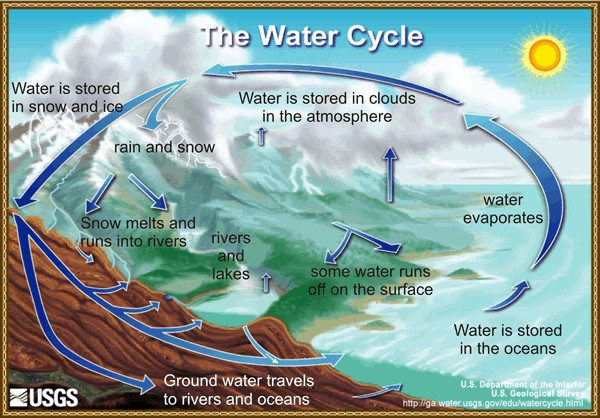 The Water Cycle
Water is stored
in snow and ice
Water is stored in clouds
in the atmosphere
rain and snow
water
evaporates
Snow melts and
runs into rivers
rivers
and
lakes
some water runs
off on the surface
Water is stored
in the oceans
Ground water travels
to rivers and oceans
USGS
U.S. Department of the Interior
U.S. Geological Survey
http://ga.water.usgs.gov/edu/watercycle.html